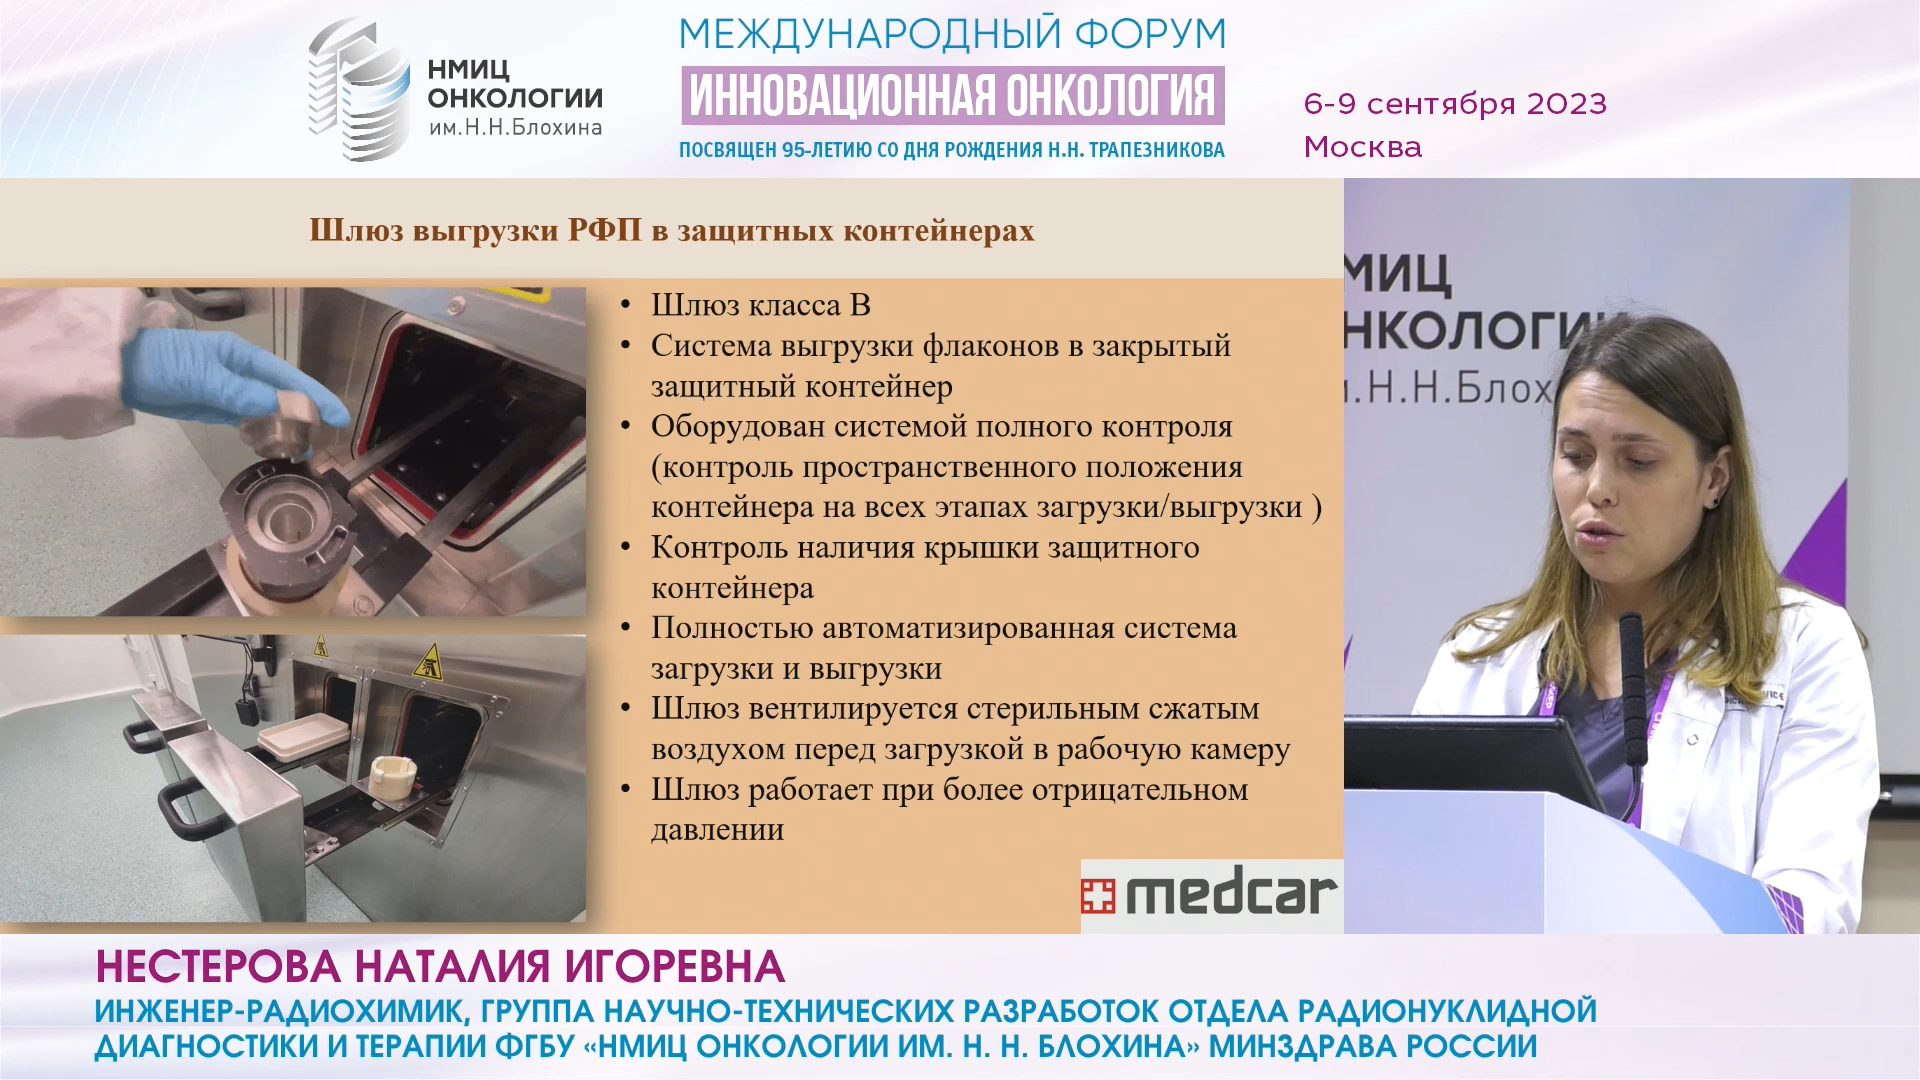 НМИЦ
ОНКОЛОГИИ
им.Н.Н.Блохина
МЕЖДУНАРОДНЫЙ ФОРУМ
ИННОВАЦИОННАЯ ОНКОЛОГИЯ
ПОСВЯЩЕН 95-ЛЕТИЮ СО ДНЯ РОЖДЕНИЯ Н.Н. ТРАПЕЗНИКОВА
6-9 сентября 2023
Москва
Шлюз выгрузки РФП в защитных контейнерах
• Шлюз класса В
• Система выгрузки флаконов в закрытый
защитный контейнер
• Оборудован системой полного контроля
(контроль пространственного положения
контейнера на всех этапах загрузки/выгрузки )
• Контроль наличия крышки защитного
контейнера
• Полностью автоматизированная система
загрузки и выгрузки
• Шлюз вентилируется стерильным сжатым
воздухом перед загрузкой в рабочую камеру
• Шлюз работает при более отрицательном
давлении
medcar
МИЦ
НКОЛОГИИ
.Н.Н.Блох
НЕСТЕРОВА НАТАЛИЯ ИГОРЕВНА
ИНЖЕНЕР-РАДИОХИМИК, ГРУППА НАУЧНО-ТЕХНИЧЕСКИХ РАЗРАБОТОК ОТДЕЛА РАДИОНУКЛИДНОЙ
ДИАГНОСТИКИ И ТЕРАПИИ ФГБУ «НМИЦ ОНКОЛОГИИ ИМ. Н. Н. БЛОХИНА» МИНЗДРАВА РОССИИ